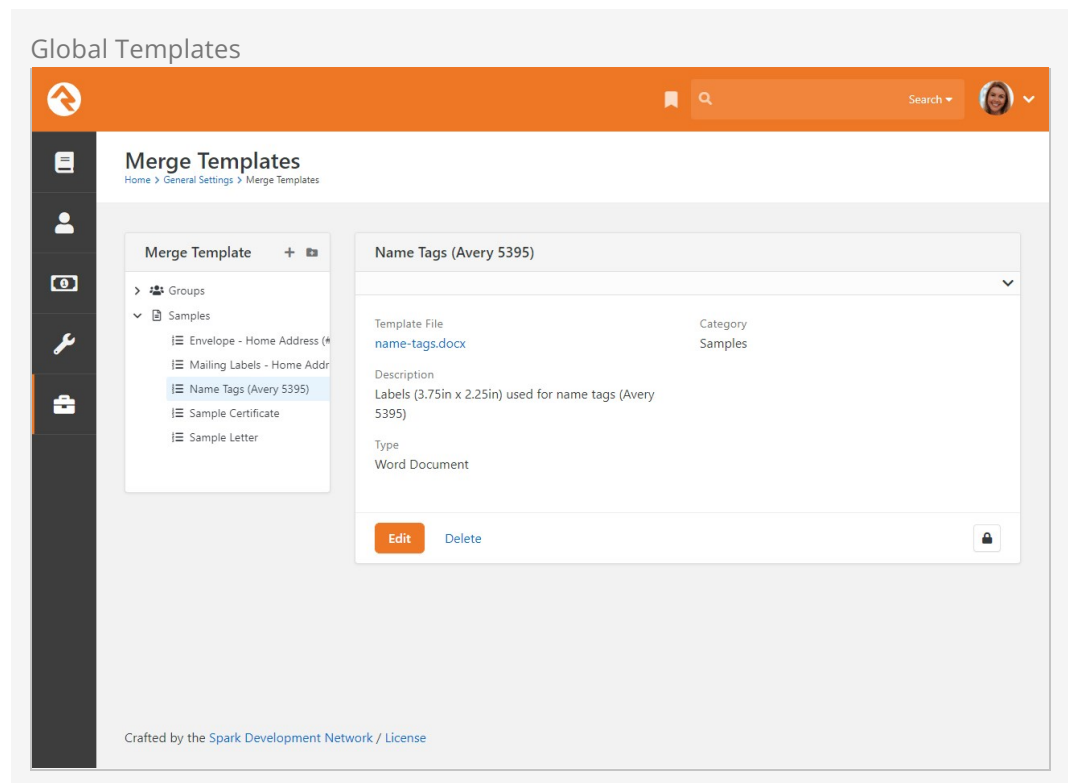 Global Templates
Search
Merge Templates
Home > General Settings > Merge Templates
Merge Template
Groups
Samples
Envelope - Home Address (#
Mailing Labels - Home Addr
Name Tags (Avery 5395)
Sample Certificate
Sample Letter
Name Tags (Avery 5395)
Template File
name-tags.docx
Category
Samples
Description
Labels (3.75in x 2.25in) used for name tags (Avery
5395)
Type
Word Document
Edit
Delete
Crafted by the Spark Development Network / License